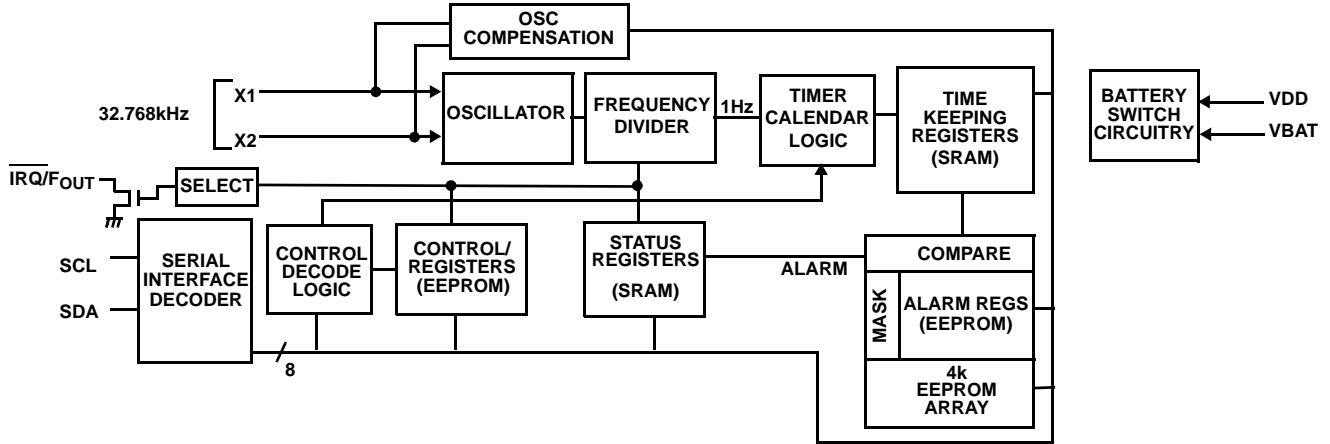 OSC
COMPENSATION
32.768kHz
X1
X2
OSCILLATOR
FREQUENCY
DIVIDER
1Hz
TIMER
CALENDAR
LOGIC
TIME
KEEPING
REGISTERS
(SRAM)
BATTERY
SWITCH
CIRCUITRY
VDD
VBAT
IRQ/FOUT
SELECT
SCL
SDA
SERIAL
INTERFACE
DECODER
CONTROL
DECODE
LOGIC
CONTROL/
REGISTERS
(EEPROM)
STATUS
REGISTERS
(SRAM)
ALARM
COMPARE
MASK
ALARM REGS
(EEPROM)
4k
EEPROM
ARRAY
8